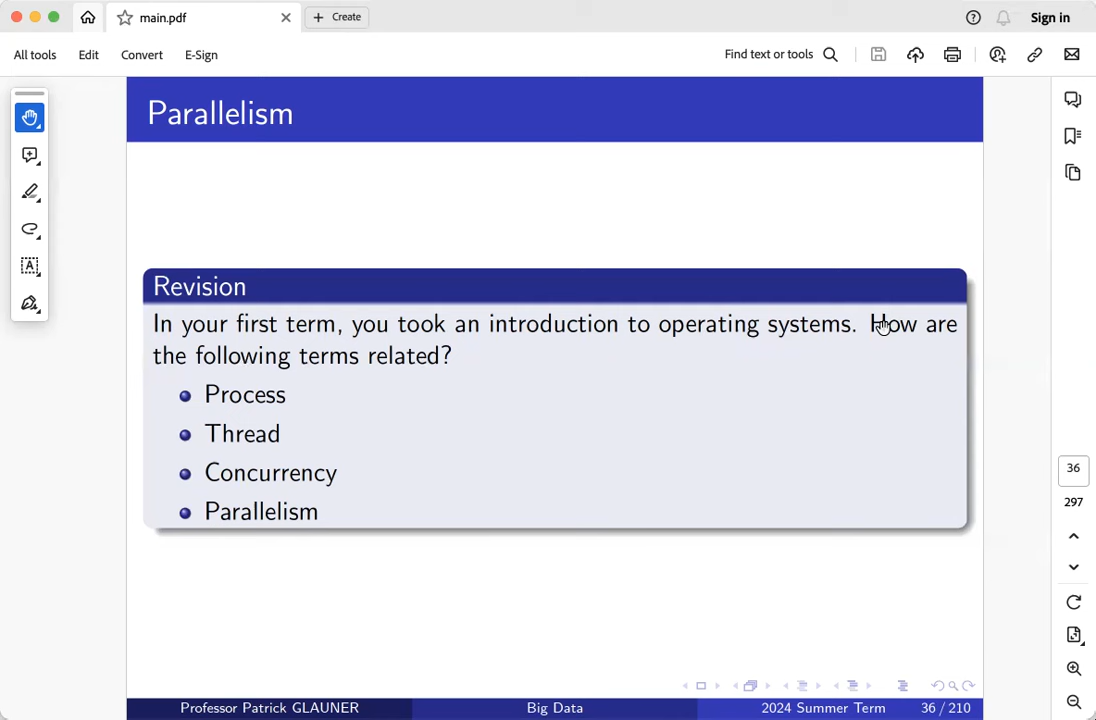 main.pdf
Create
Sign in
All tools Edit Convert E-Sign Find text or tools
Parallelism
Revision
In your first term, you took an introduction to operating systems. How are
the following terms related?
Process
Thread
Concurrency
Parallelism
36
297
Professor Patrick GLAUNER Big Data 2024 Summer Term 36 / 210